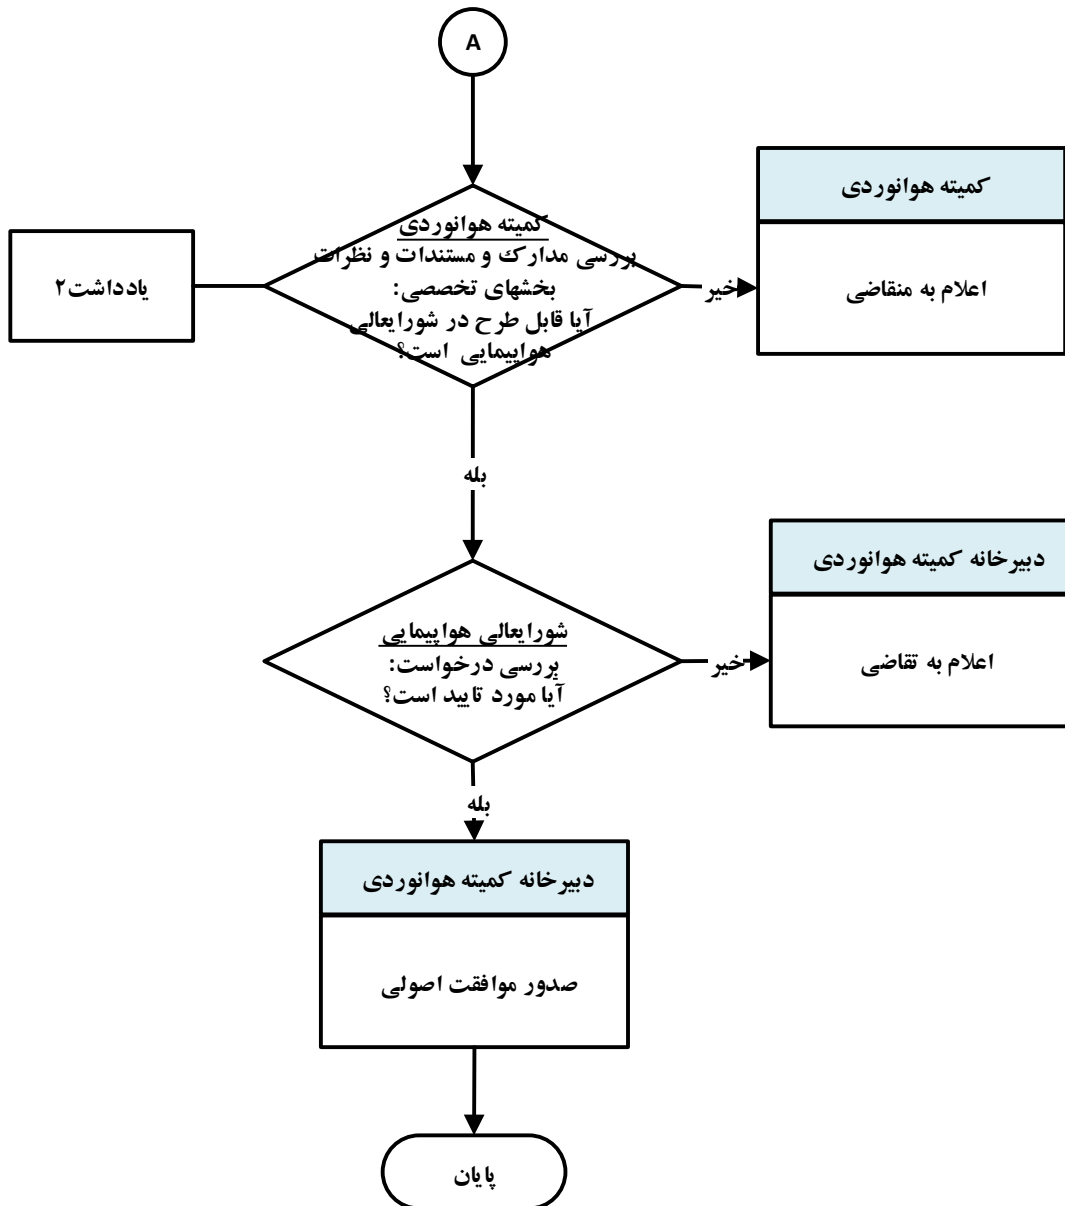 A
کمیته هوانوردی
بررسی مدارک و مستندات و نظرات
بخشهای تخصصی:
آیا قابل طرح در شورایعالی
هواپیمایی است؟
یادداشت۲
خیر
کمیته هوانوردی
اعلام به منقاضی
بله
شورایعالی هواپیمایی
بررسی درخواست:
آیا مورد تایید است؟
خیر
دبیرخانه کمیته هوانوردی
اعلام به تقاضی
بله
دبیرخانه کمیته هوانوردی
صدور موافقت اصولی
پایان